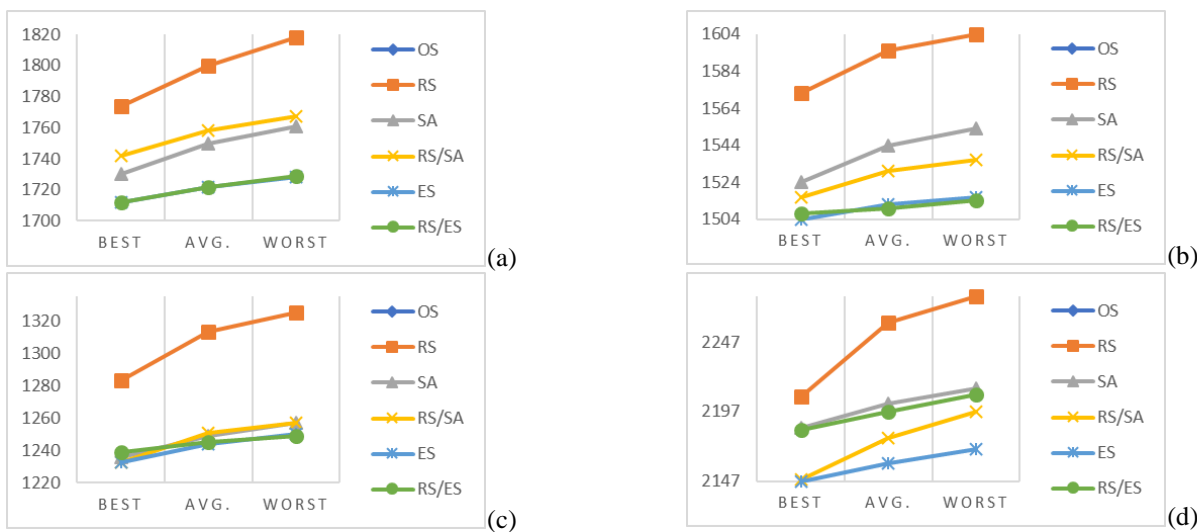 1820
1800
1780
1760
1740
1720
1700
BEST AVG. WORST
OS
RS
SA
RS/SA
ES
RS/ES
(a)
1604
1584
1564
1544
1524
1504
BEST AVG. WORST
OS
RS
SA
RS/SA
ES
RS/ES
(b)
1320
1300
1280
1260
1240
1220
BEST AVG. WORST
OS
RS
SA
RS/SA
ES
RS/ES
(c)
2247
2197
2147
BEST AVG. WORST
OS
RS
SA
RS/SA
ES
RS/ES
(d)